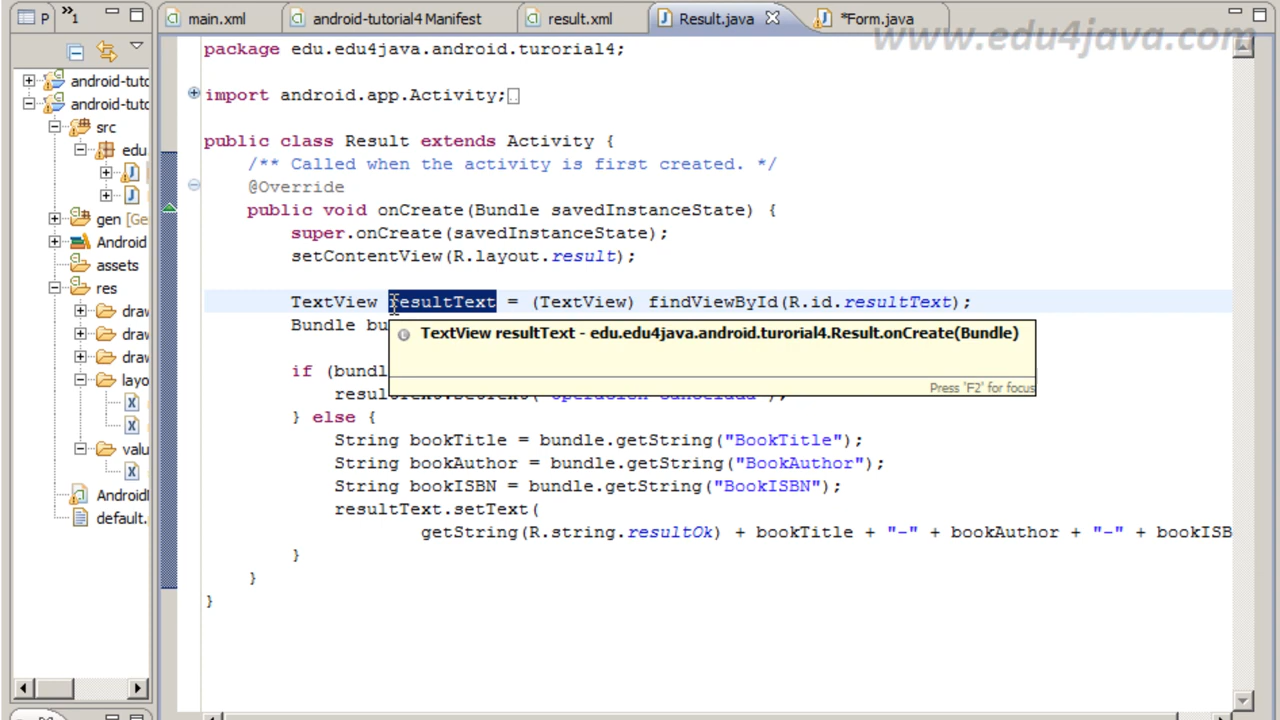 P
1
main.xml
android-tutorial4 Manifest
result.xml
Result.java
*Form.java
www.edu4java.com
android-tuto
android-tuto
src
edu
gen [Ge
Android
assets
res
draw
draw
draw
layo
valu
AndroidM
default.
package edu.edu4java.android.turorial4;
import android.app.Activity;
public class Result extends Activity {
/** Called when the activity is first created. */
@Override
public void onCreate(Bundle savedInstanceState) {
super.onCreate(savedInstanceState);
setContentView(R.layout.result);
TextView resultText = (TextView) findViewById(R.id.resultText);
Bundle bu
TextView resultText - edu.edu4java.android.turorial4.Result.onCreate(Bundle)
Press 'F2' for focus
if (bundl
} else {
String bookTitle = bundle.getString("BookTitle");
String bookAuthor = bundle.getString("BookAuthor");
String bookISBN = bundle.getString("BookISBN");
resultText.setText(
getString(R.string.resultOk) + bookTitle + "-" + bookAuthor + "-" + bookISB
}
}
}